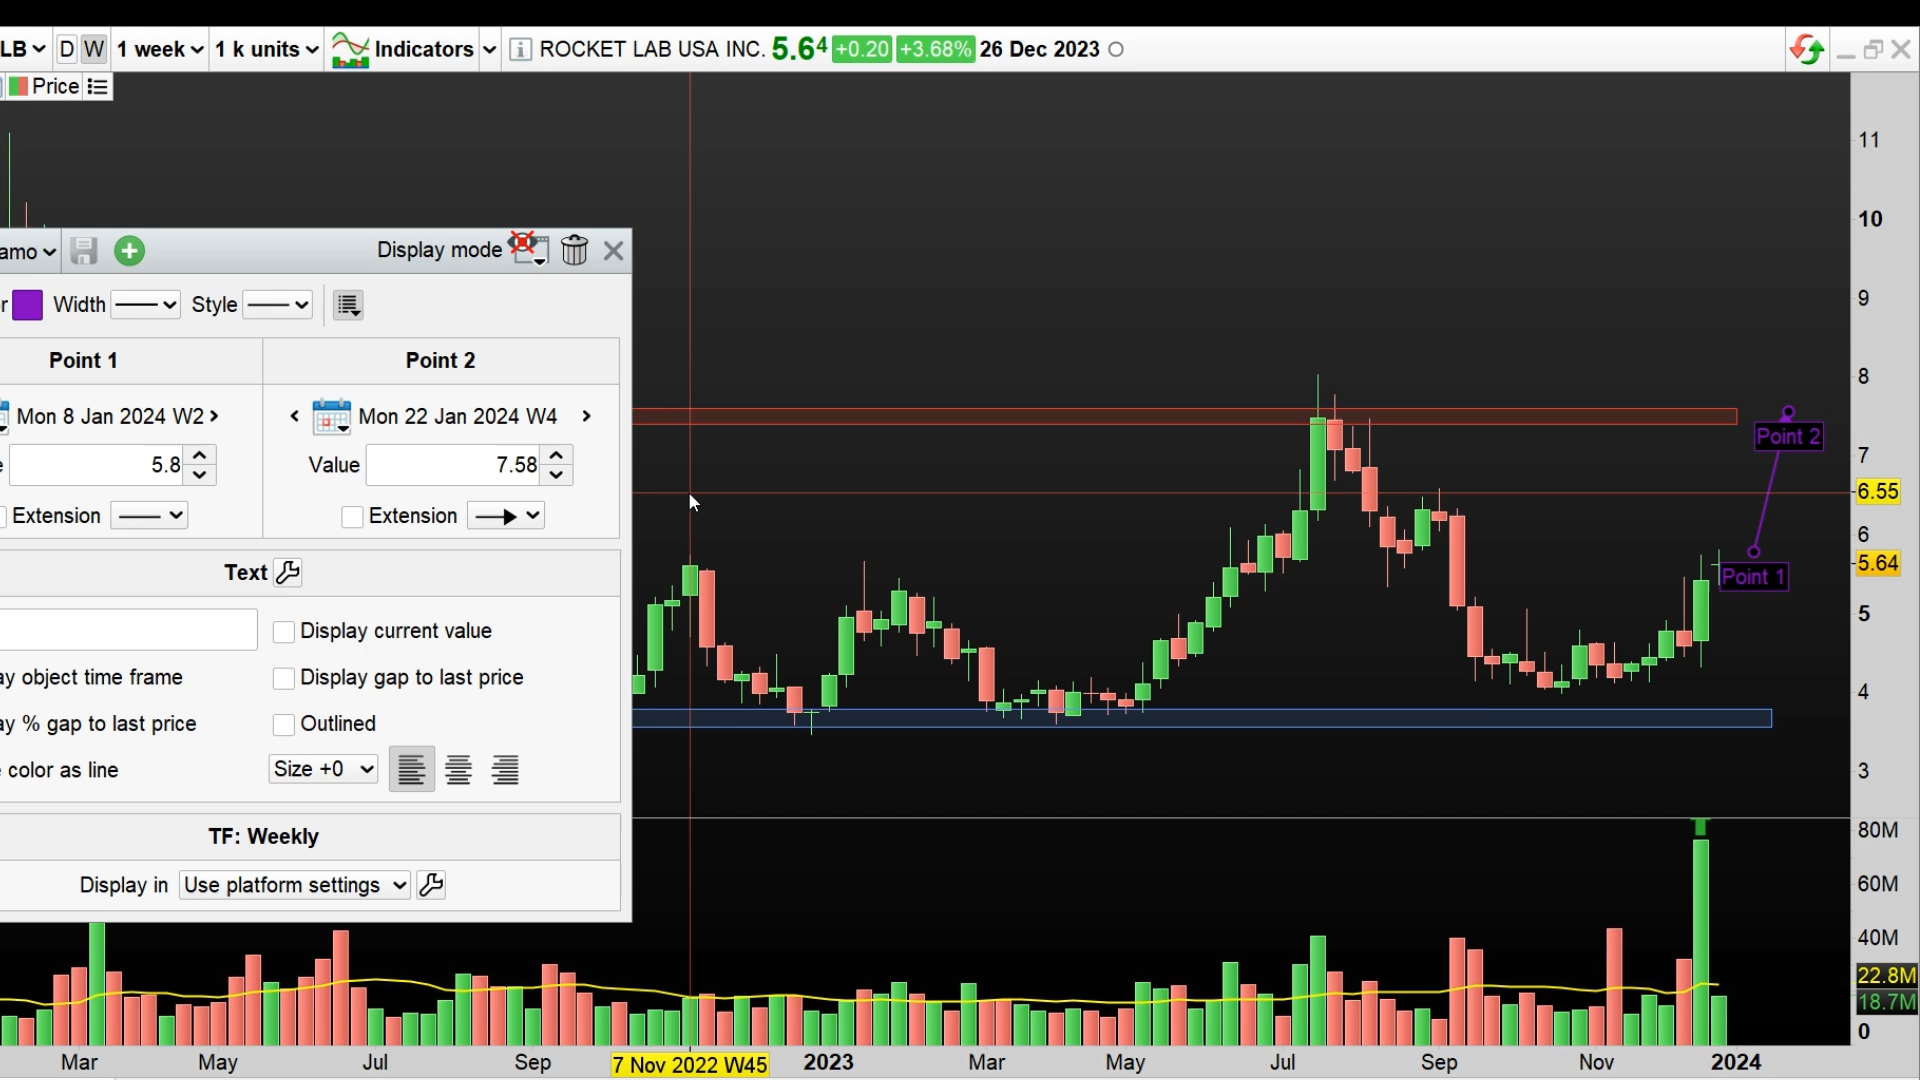 LB D W 1 week 1 k units Indicators i ROCKET LAB USA INC. 5.64 +0.20 +3.68% 26 Dec 2023
Price
11
10
9
8
7
6.55
6
5.64
5
4
3
80M
60M
40M
22.8M
18.7M
0
amo Display mode
r Width Style
Point 1 Point 2
Mon 8 Jan 2024 W2 > < Mon 22 Jan 2024 W4 >
e 5.8 Value 7.58
Extension Extension
Text
Display current value
ay object time frame Display gap to last price
ay % gap to last price Outlined
color as line Size +0
TF: Weekly
Display in Use platform settings
Point 2
Point 1
Mar May Jul Sep 7 Nov 2022 W45 2023 Mar May Jul Sep Nov 2024